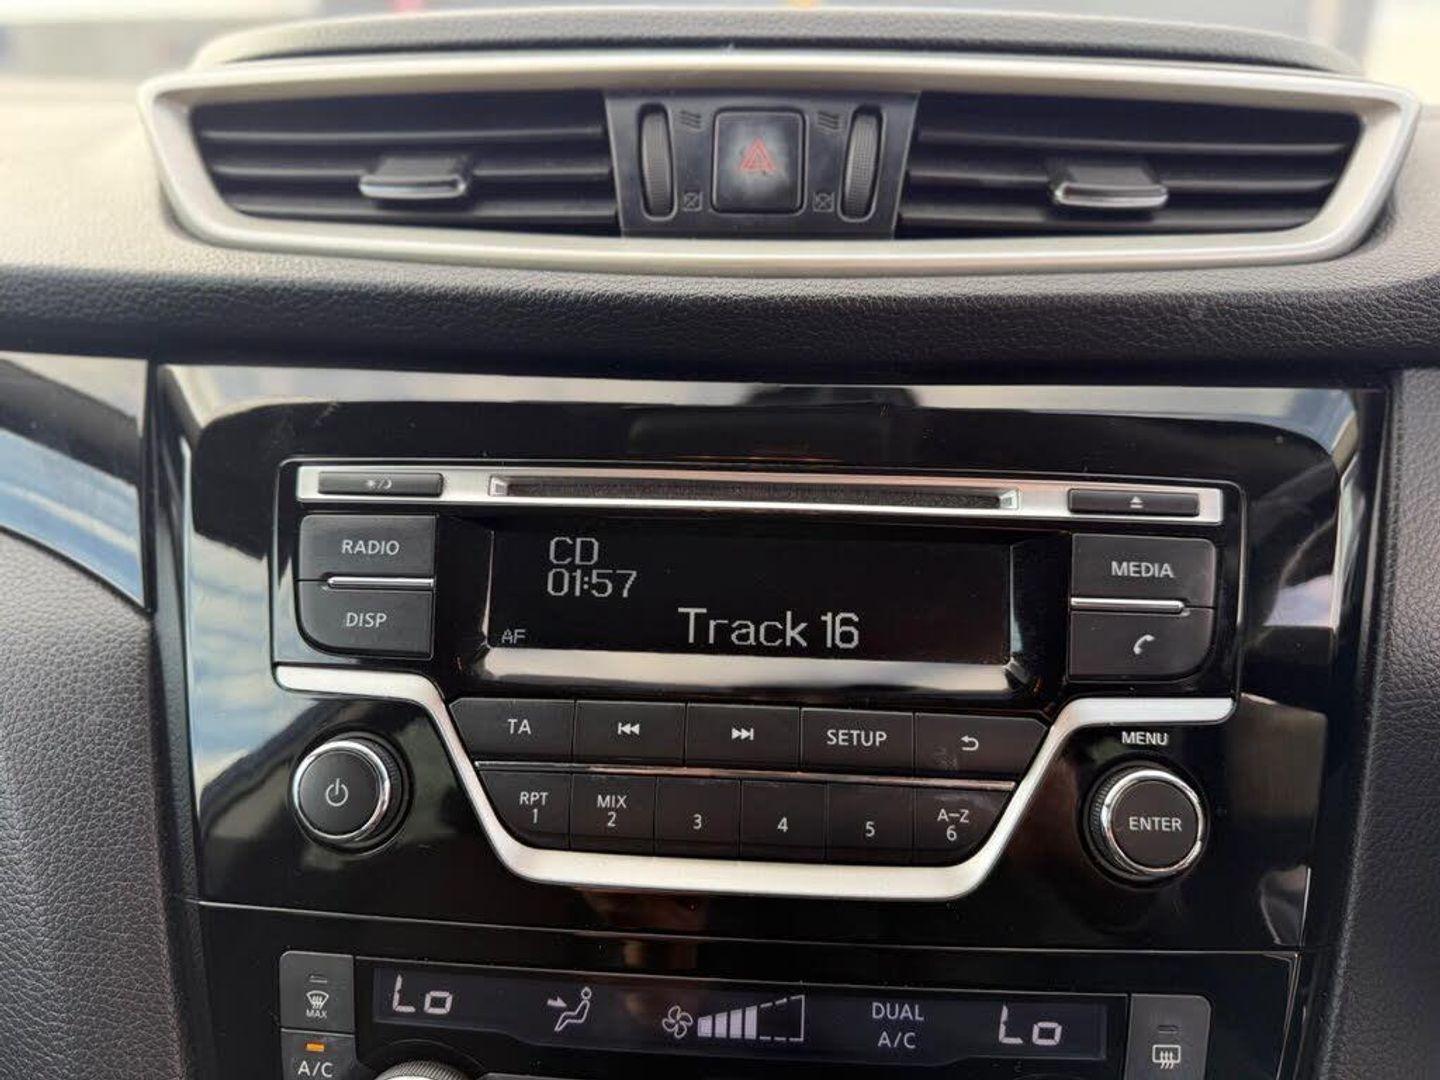 RADIO
DISP
CD
01:57
AF
Track 16
MEDIA
TA
SETUP
MENU
RPT
1
MIX
2
3
4
5
A-Z
6
ENTER
MAX
A/C
Lo
DUAL
A/C
Lo